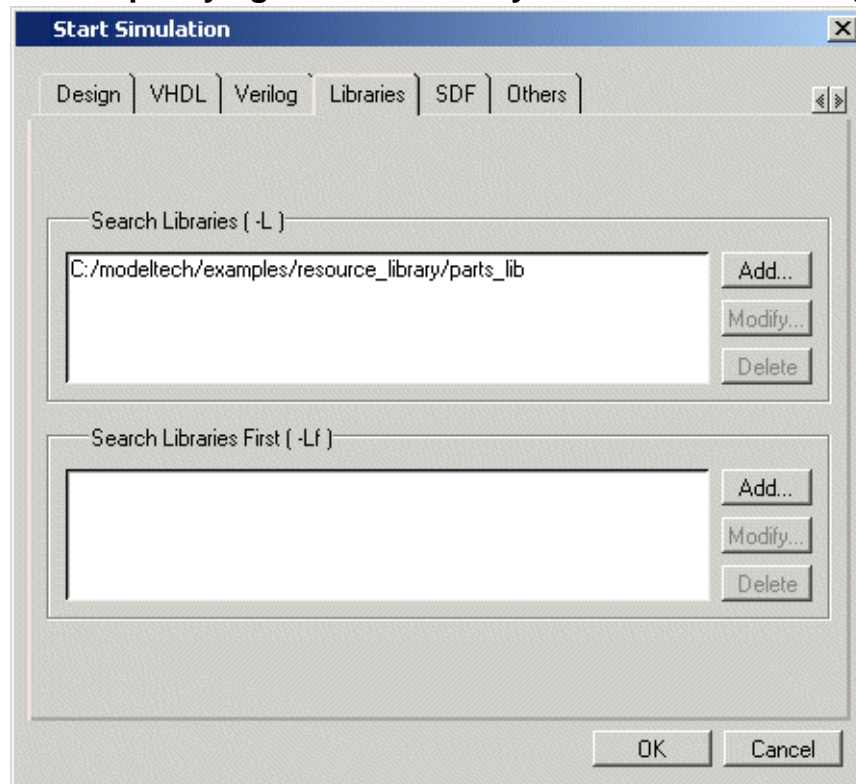 Start Simulation
Design VHDL Verilog Libraries SDF Others
Search Libraries ( -L )
C:/modeltech/examples/resource_library/parts_lib
Add...
Modify...
Delete
Search Libraries First ( -Lf )
Add...
Modify...
Delete
OK Cancel